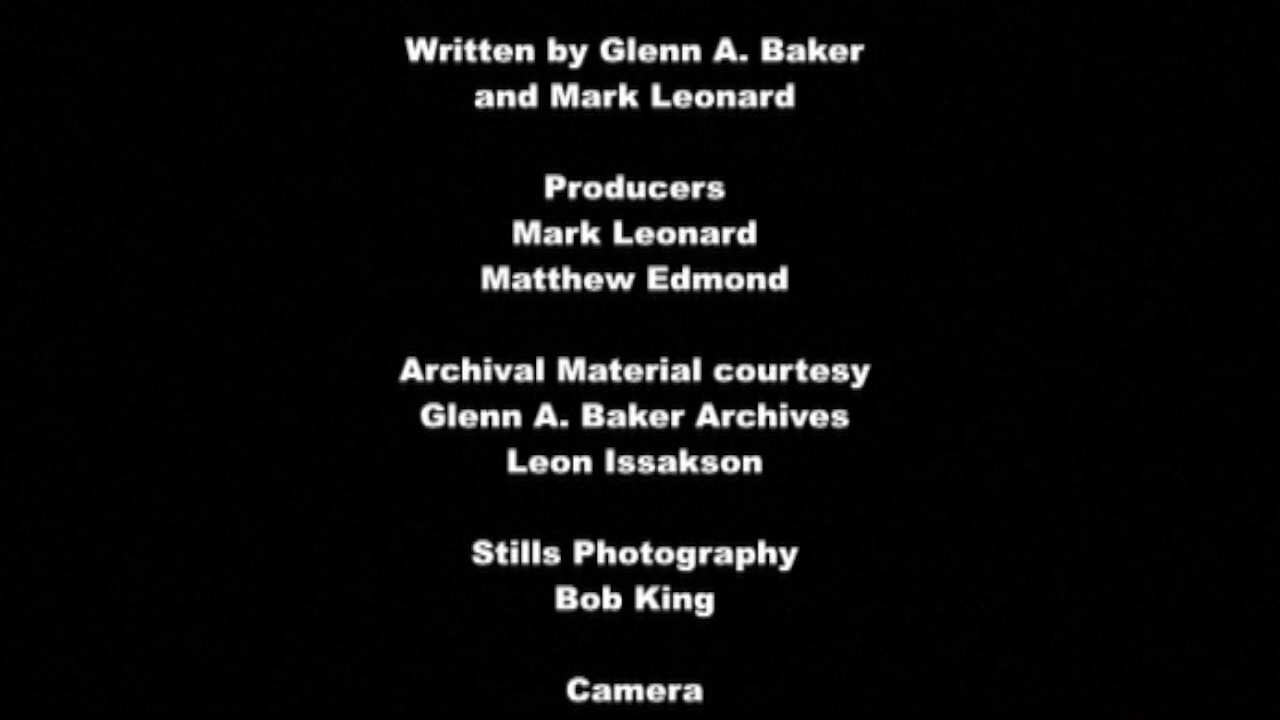 Written by Glenn A. Baker
and Mark Leonard
Producers
Mark Leonard
Matthew Edmond
Archival Material courtesy
Glenn A. Baker Archives
Leon Issakson
Stills Photography
Bob King
Camera